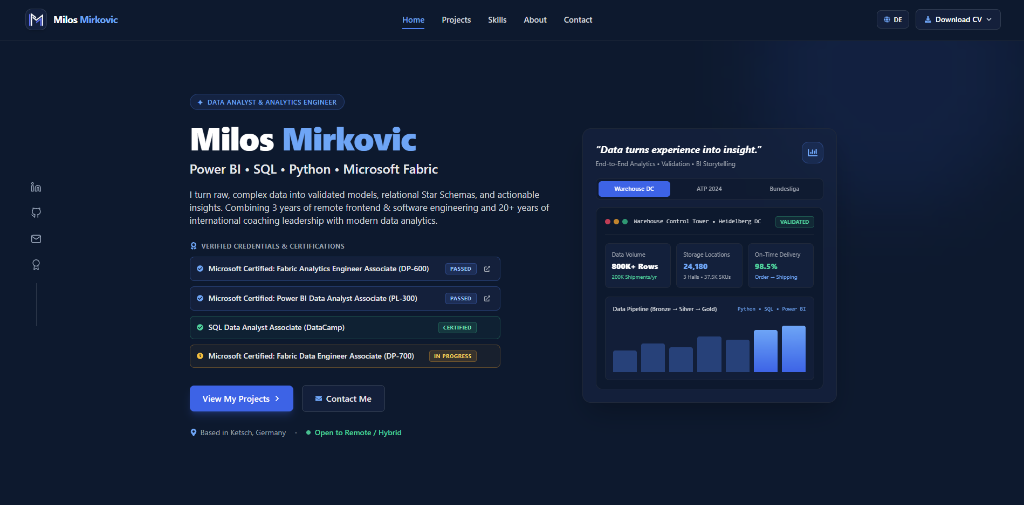 Milos Mirkovic
Home
Projects
Skills
About
Contact
DE
Download CV
DATA ANALYST & ANALYTICS ENGINEER
Milos Mirkovic
Power BI • SQL • Python • Microsoft Fabric
I turn raw, complex data into validated models, relational Star Schemas, and actionable
insights. Combining 3 years of remote frontend & software engineering and 20+ years of
international coaching leadership with modern data analytics.
VERIFIED CREDENTIALS & CERTIFICATIONS
Microsoft Certified: Fabric Analytics Engineer Associate (DP-600)
PASSED
Microsoft Certified: Power BI Data Analyst Associate (PL-300)
PASSED
SQL Data Analyst Associate (DataCamp)
CERTIFIED
Microsoft Certified: Fabric Data Engineer Associate (DP-700)
IN PROGRESS
View My Projects
Contact Me
Based in Ketsch, Germany • Open to Remote / Hybrid
"Data turns experience into insight."
End-to-End Analytics • Validation • BI Storytelling
Warehouse DC
ATP 2024
Bundesliga
Warehouse Control Tower • Heidelberg DC
VALIDATED
Data Volume
800K+ Rows
200K Shipments/yr
Storage Locations
24,180
3 Halls • 37.5K SKUs
On-Time Delivery
98.5%
Order → Shipping
Data Pipeline (Bronze → Silver → Gold)
Python • SQL • Power BI